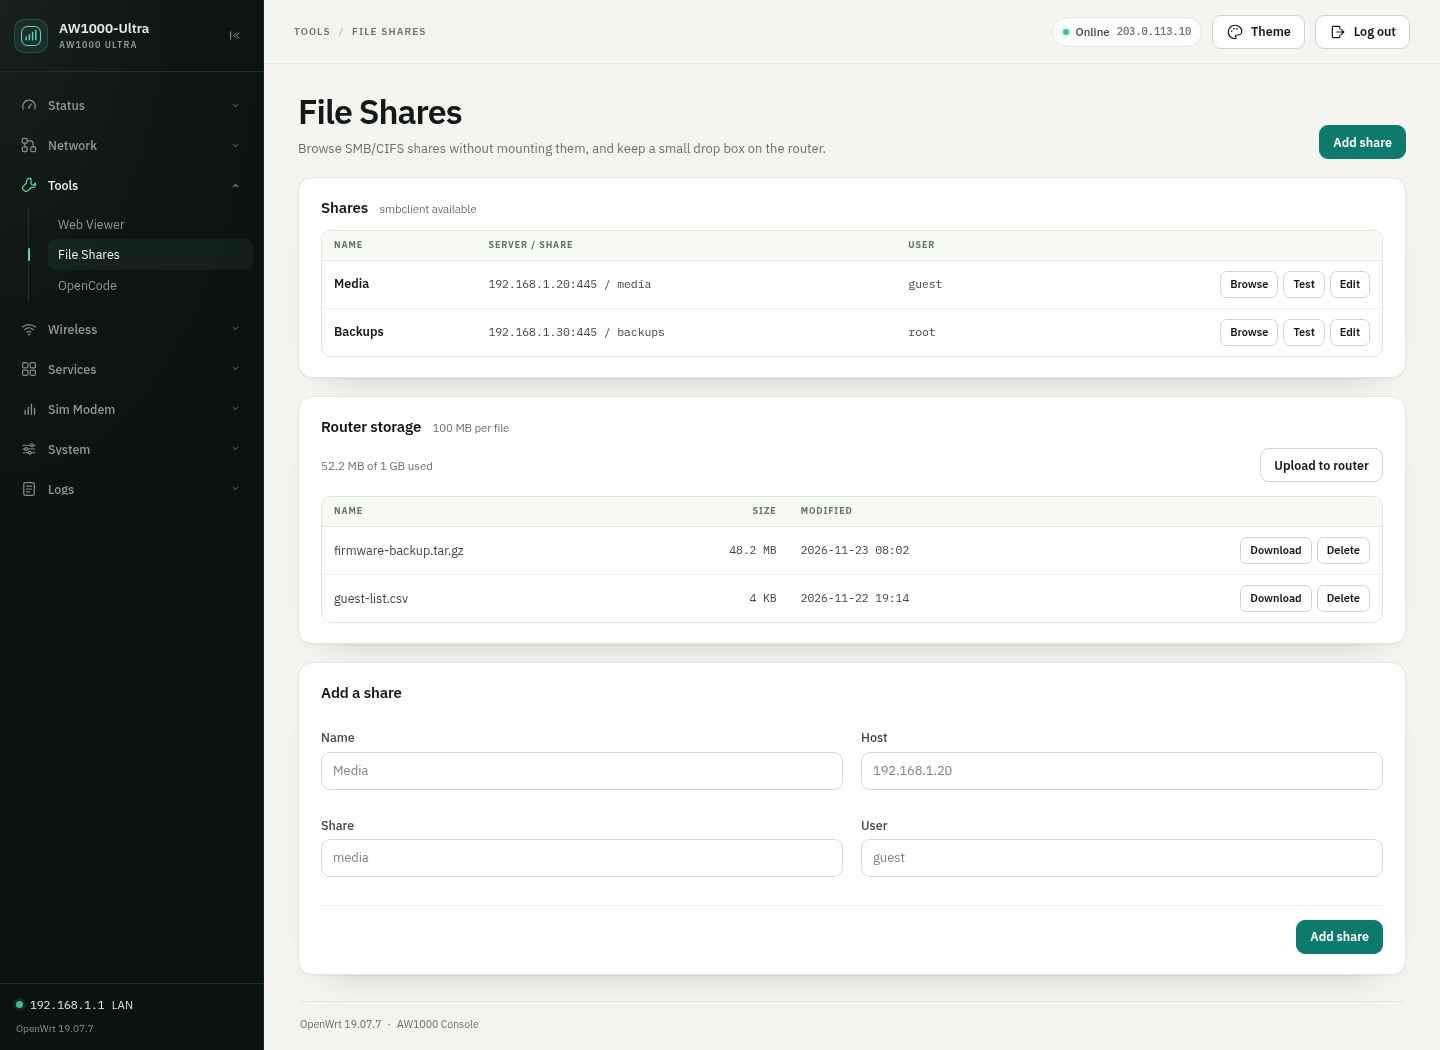 AW1000-Ultra
AW1000 ULTRA
Status
Network
Tools
Web Viewer
File Shares
OpenCode
Wireless
Services
Sim Modem
System
Logs
192.168.1.1 LAN
OpenWrt 19.07.7
TOOLS / FILE SHARES
Online 203.0.113.10
Theme
Log out
File Shares
Browse SMB/CIFS shares without mounting them, and keep a small drop box on the router.
Add share
Shares smbclient available
NAME SERVER / SHARE USER
Media 192.168.1.20:445 / media guest Browse Test Edit
Backups 192.168.1.30:445 / backups root Browse Test Edit
Router storage 100 MB per file
52.2 MB of 1 GB used
Upload to router
NAME SIZE MODIFIED
firmware-backup.tar.gz 48.2 MB 2026-11-23 08:02 Download Delete
guest-list.csv 4 KB 2026-11-22 19:14 Download Delete
Add a share
Name Host
Media 192.168.1.20
Share User
media guest
Add share
OpenWrt 19.07.7 · AW1000 Console